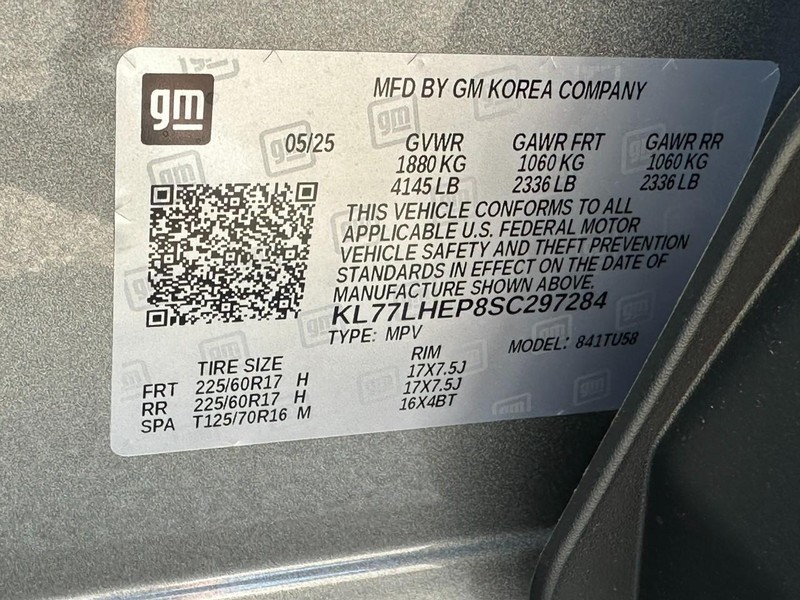 gm
MFD BY GM KOREA COMPANY
05/25 GVWR GAWR FRT GAWR RR
1880 KG 1060 KG 1060 KG
4145 LB 2336 LB 2336 LB
THIS VEHICLE CONFORMS TO ALL
APPLICABLE U.S. FEDERAL MOTOR
VEHICLE SAFETY AND THEFT PREVENTION
STANDARDS IN EFFECT ON THE DATE OF
MANUFACTURE SHOWN ABOVE.
KL77LHEP8SC297284
TYPE: MPV MODEL: 841TU58
TIRE SIZE RIM
FRT 225/60R17 H 17X7.5J
RR 225/60R17 H 17X7.5J
SPA T125/70R16 M 16X4BT